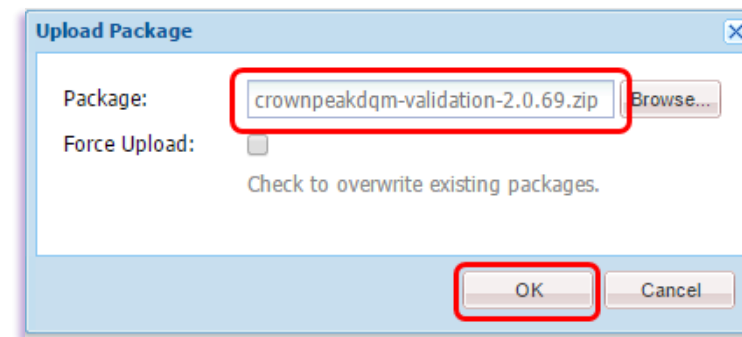 Upload Package
Package: crownpeakdqm-validation-2.0.69.zip Browse...
Force Upload:
Check to overwrite existing packages.
OK Cancel